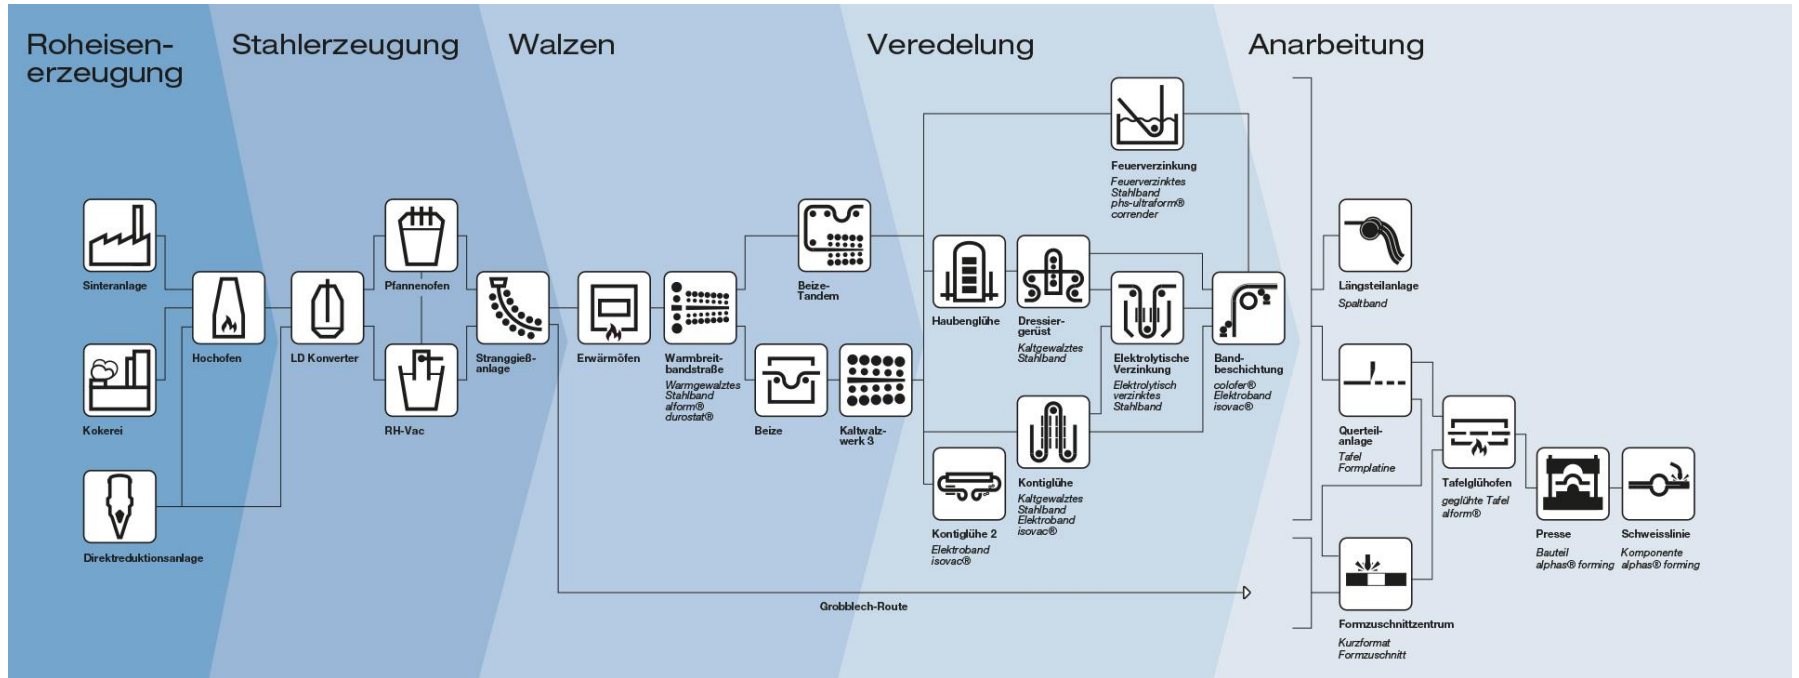 Roheisen-
erzeugung
Stahlerzeugung
Walzen
Veredelung
Anarbeitung
Sinteranlage
Kokerei
Direktreduktionsanlage
Hochofen
LD Konverter
Pfannenofen
RH-Vac
Stranggieß-
anlage
Erwärmöfen
Warmbreit-
bandstraße
Warmgewalztes
Stahlband
alform®
durostat®
Beize-
Tandem
Beize
Kaltwalz-
werk 3
Feuerverzinkung
Feuerverzinktes
Stahlband
phs-ultraform®
corrender
Haubenglühe
Dressier-
gerüst
Kaltgewalztes
Stahlband
Elektrolytische
Verzinkung
Elektrolytisch
verzinktes
Stahlband
Band-
beschichtung
colofer®
Elektroband
isovac®
Kontiglühe 2
Elektroband
isovac®
Kontiglühe
Kaltgewalztes
Stahlband
Elektroband
isovac®
Grobblech-Route
Längsteilanlage
Spaltband
Querteil-
anlage
Tafel
Formplatine
Tafelglühofen
geglühte Tafel
alform®
Presse
Bauteil
alphas® forming
Schweisslinie
Komponente
alphas® forming
Formzuschnittzentrum
Kurzformat
Formzuschnitt